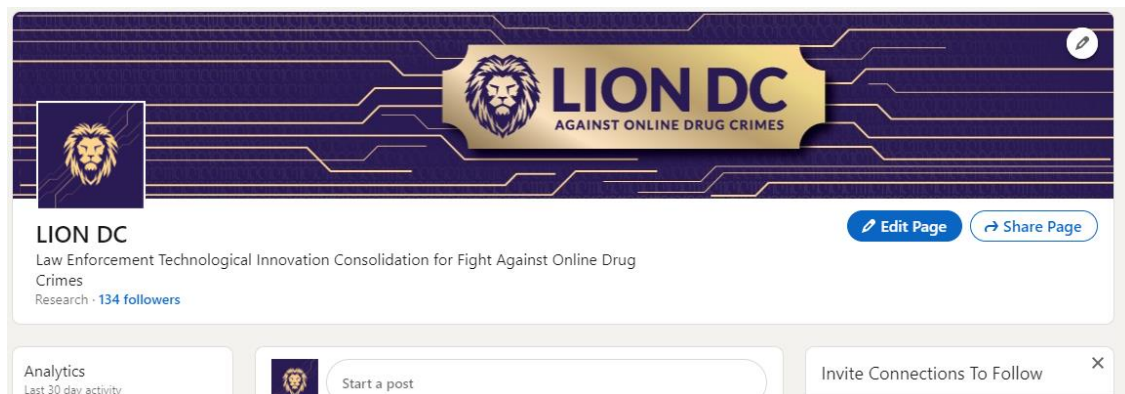 LION DC
AGAINST ONLINE DRUG CRIMES
LION DC
Edit Page
Share Page
Law Enforcement Technological Innovation Consolidation for Fight Against Online Drug
Crimes
Research · 134 followers
Analytics
Last 30 day activity
Start a post
Invite Connections To Follow